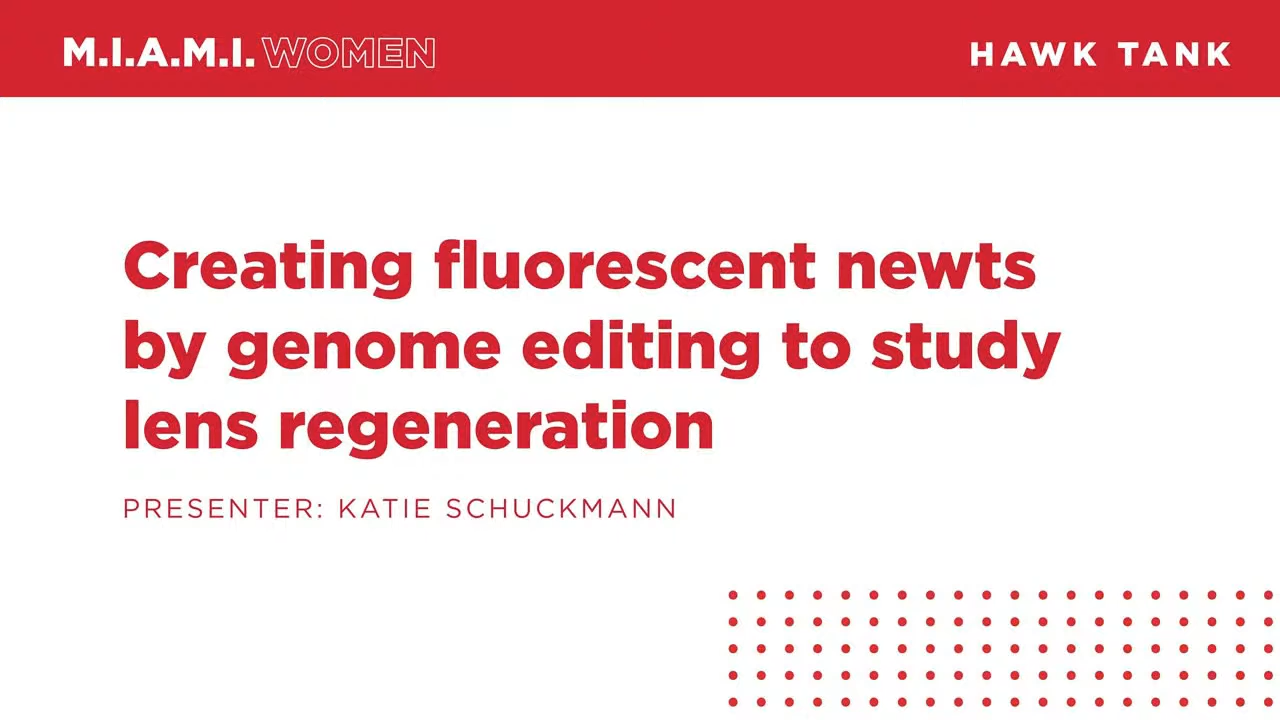 M.I.A.M.I. WOMEN
HAWK TANK
Creating fluorescent newts
by genome editing to study
lens regeneration
PRESENTER: KATIE SCHUCKMANN